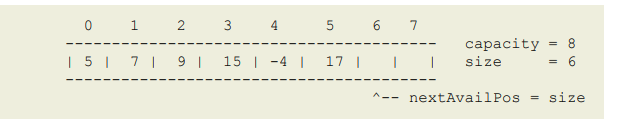 0 1 2 3 4 5 6 7
--------------------------------------- capacity = 8
| 5 | 7 | 9 | 15 | -4 | 17 | | | size = 6
---------------------------------------
^-- nextAvailPos = size